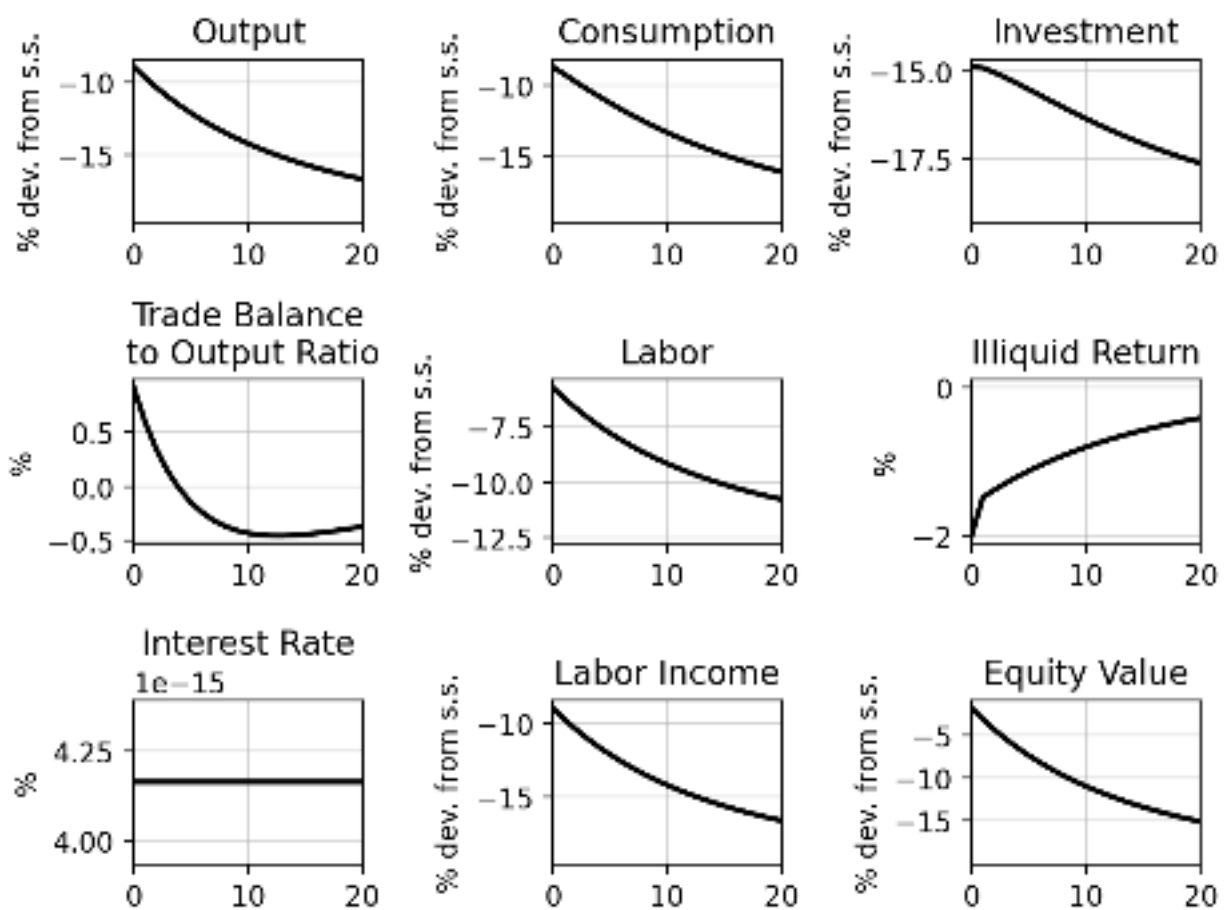 Output
% dev. from s.s.
−10
−15
0 10 20
Consumption
% dev. from s.s.
−10
−15
0 10 20
Investment
% dev. from s.s.
−15.0
−17.5
0 10 20
Trade Balance
to Output Ratio
%
0.5
0.0
−0.5
0 10 20
Labor
% dev. from s.s.
−7.5
−10.0
−12.5
0 10 20
Illiquid Return
%
0
−2
0 10 20
Interest Rate
1e−15
%
4.25
4.00
0 10 20
Labor Income
% dev. from s.s.
−10
−15
0 10 20
Equity Value
% dev. from s.s.
−5
−10
−15
0 10 20